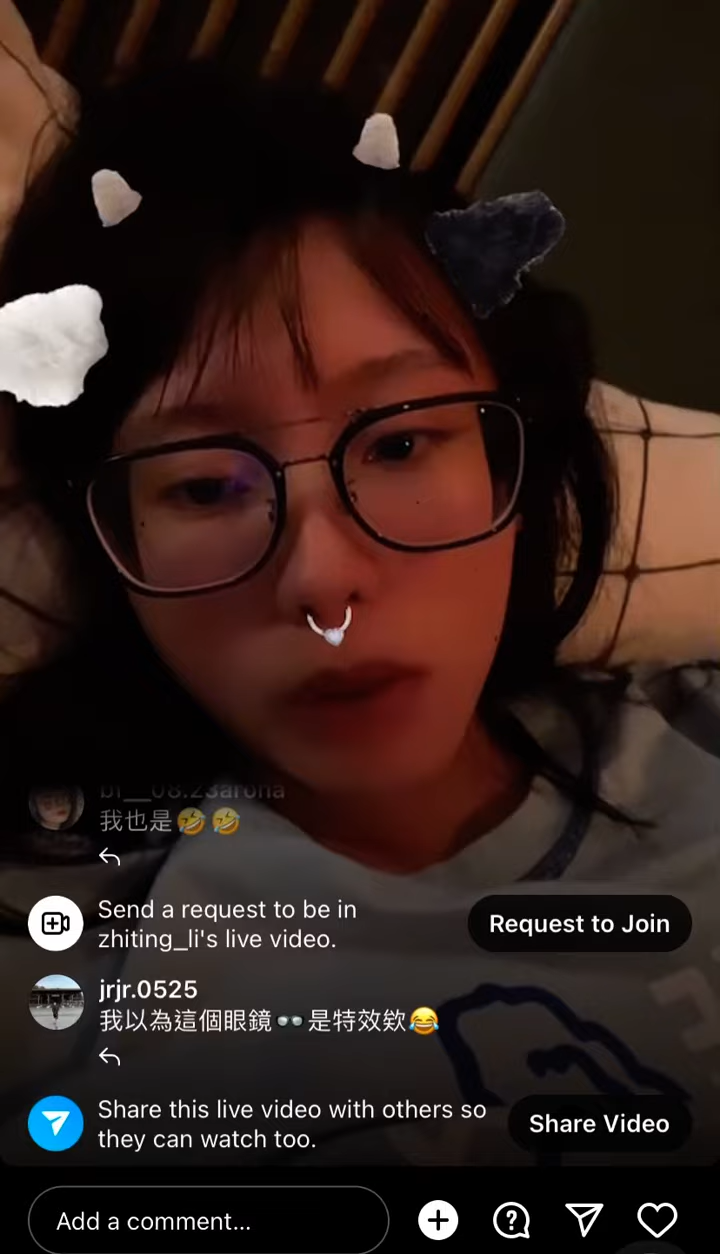 我也是🤣🤣
Send a request to be in
zhiting_li's live video.
Request to Join
jrjr.0525
我以為這個眼鏡👓是特效欸😂
Share this live video with others so
they can watch too.
Share Video
Add a comment...